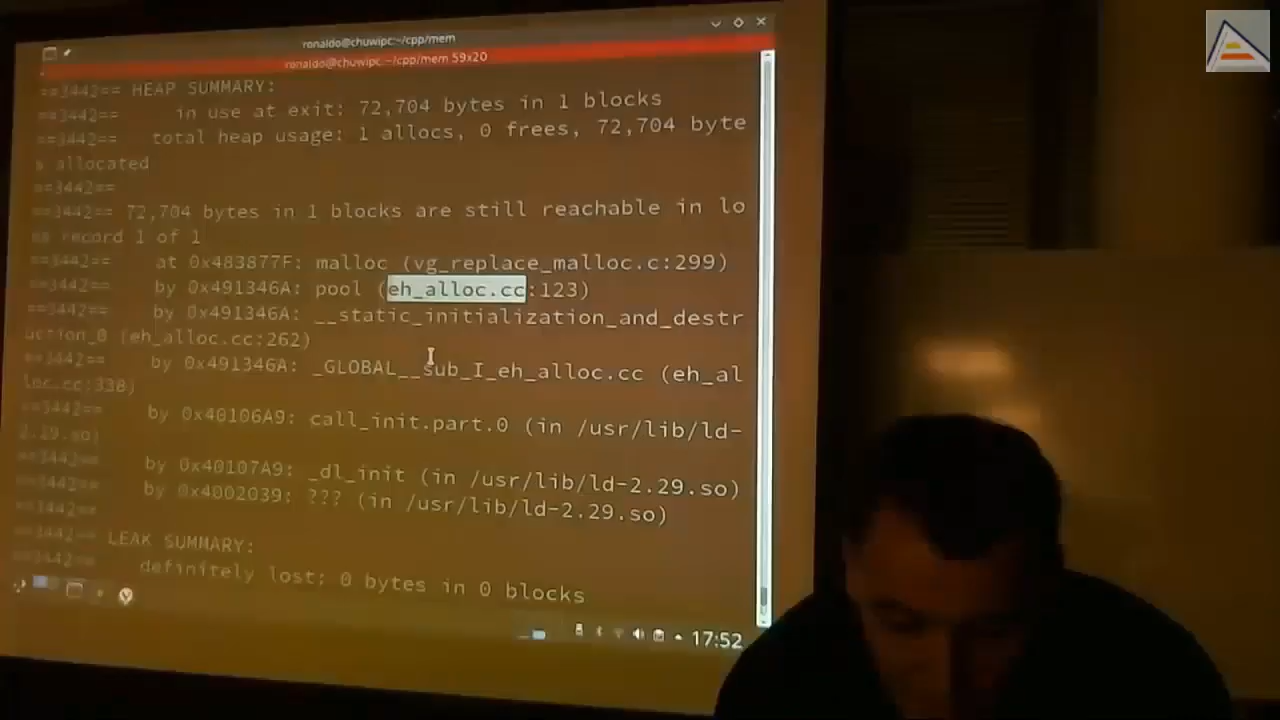 ronaldo@chuwipc:~/cpp/mem
ronaldo@chuwipc:~/cpp/mem 59x20
==3442== HEAP SUMMARY:
==3442==     in use at exit: 72,704 bytes in 1 blocks
==3442==   total heap usage: 1 allocs, 0 frees, 72,704 byte
s allocated
==3442==
==3442== 72,704 bytes in 1 blocks are still reachable in lo
ss record 1 of 1
==3442==    at 0x483877F: malloc (vg_replace_malloc.c:299)
==3442==    by 0x491346A: pool (eh_alloc.cc:123)
==3442==    by 0x491346A: __static_initialization_and_destr
uction_0 (eh_alloc.cc:262)
==3442==    by 0x491346A: _GLOBAL__sub_I_eh_alloc.cc (eh_al
loc.cc:338)
==3442==    by 0x40106A9: call_init.part.0 (in /usr/lib/ld-
2.29.so)
==3442==    by 0x40107A9: _dl_init (in /usr/lib/ld-2.29.so)
==3442==    by 0x4002039: ??? (in /usr/lib/ld-2.29.so)
==3442==
==3442== LEAK SUMMARY:
==3442==    definitely lost: 0 bytes in 0 blocks
17:52